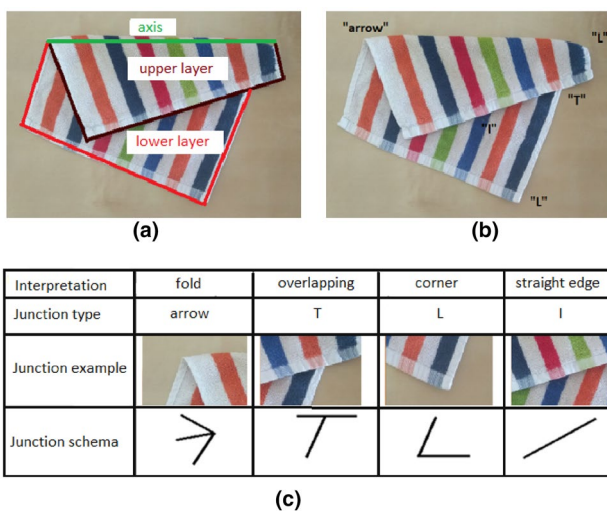 axis
upper layer
lower layer
(a)
"arrow"
"L"
"T"
"I"
"L"
(b)
Interpretation fold overlapping corner straight edge
Junction type arrow T L I
Junction example
Junction schema
(c)